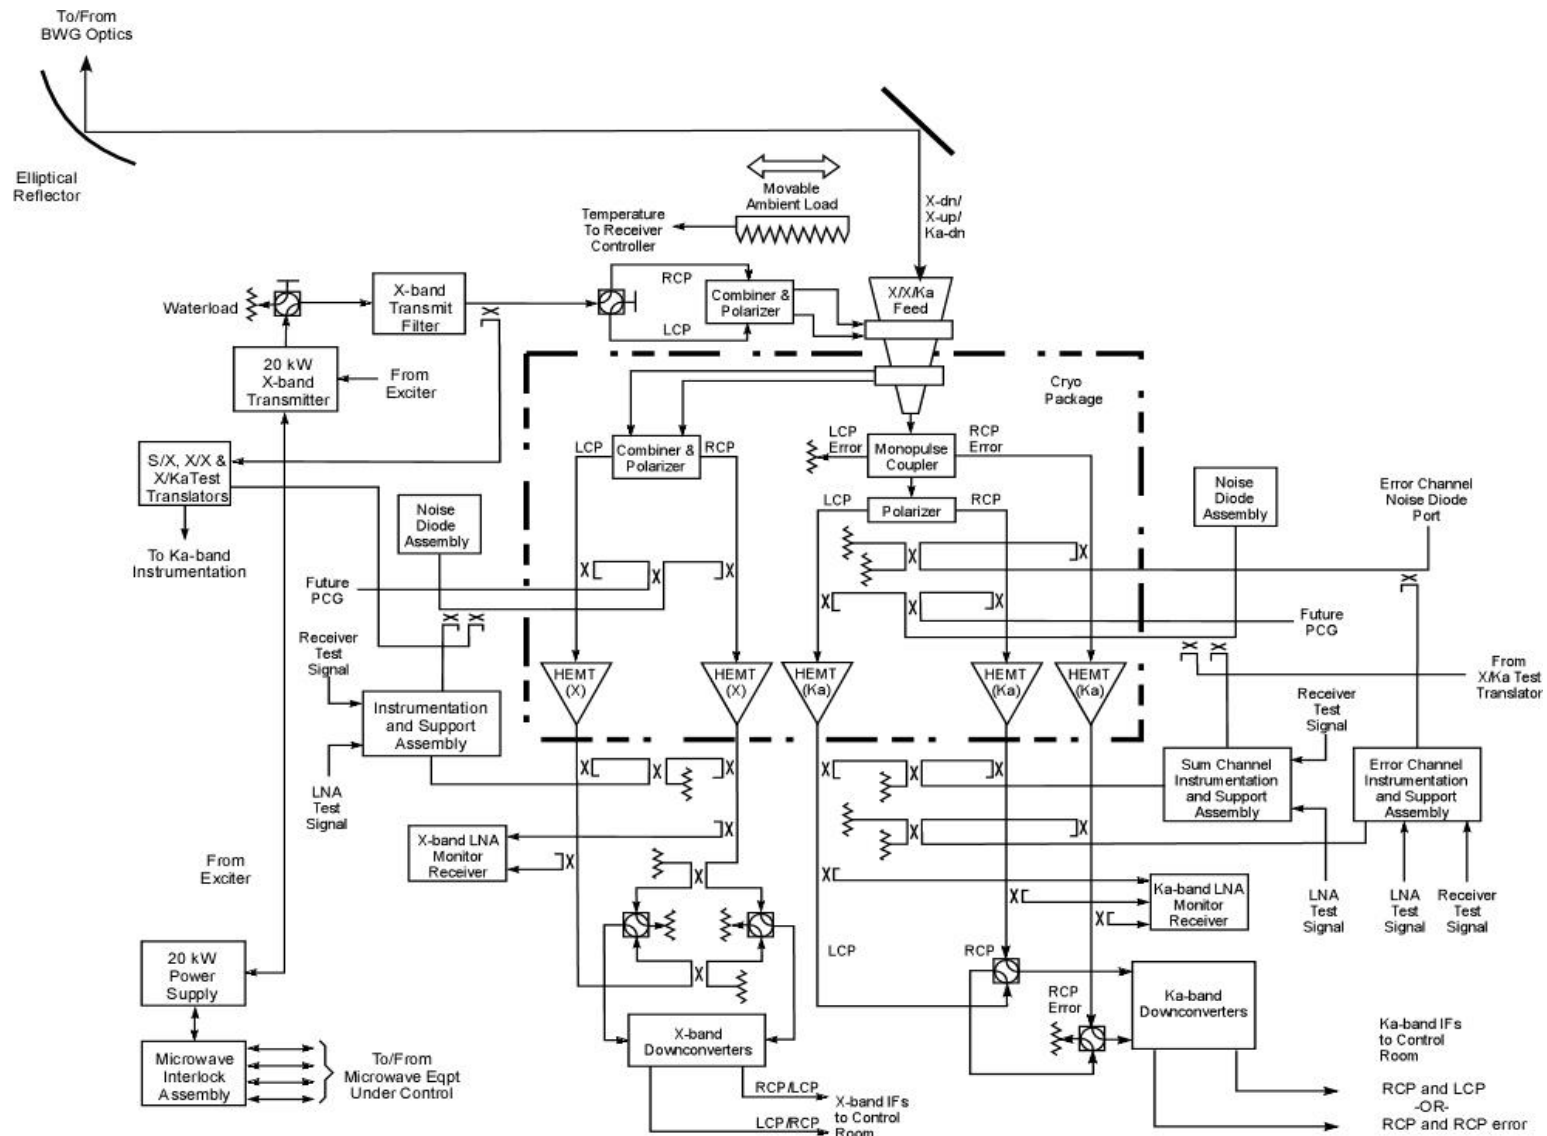 To/From
BWG Optics
Elliptical
Reflector
Movable
Ambient Load
Temperature
To Receiver
Controller
X-dn/
X-up/
Ka-dn
RCP
LCP
Combiner &
Polarizer
X/X/Ka
Feed
Waterload
X-band
Transmit
Filter
20 kW
X-band
Transmitter
From
Exciter
Cryo
Package
S/X, X/X &
X/KaTest
Translators
To Ka-band
Instrumentation
LCP
Combiner &
Polarizer
RCP
LCP
Error
Monopulse
Coupler
RCP
Error
LCP
Polarizer
RCP
Noise
Diode
Assembly
Noise
Diode
Assembly
Error Channel
Noise Diode
Port
Future
PCG
Future
PCG
Receiver
Test
Signal
HEMT
(X)
HEMT
(X)
HEMT
(Ka)
HEMT
(Ka)
HEMT
(Ka)
From
X/Ka Test
Translator
Instrumentation
and Support
Assembly
LNA
Test
Signal
Receiver
Test
Signal
Sum Channel
Instrumentation
and Support
Assembly
Error Channel
Instrumentation
and Support
Assembly
X-band LNA
Monitor
Receiver
From
Exciter
Ka-band LNA
Monitor
Receiver
LNA
Test
Signal
LNA
Test
Signal
Receiver
Test
Signal
20 kW
Power
Supply
LCP
RCP
RCP
Error
Ka-band
Downconverters
Microwave
Interlock
Assembly
To/From
Microwave Eqpt
Under Control
X-band
Downconverters
RCP/LCP
LCP/RCP
X-band IFs
to Control
Room
Ka-band IFs
to Control
Room
RCP and LCP
-OR-
RCP and RCP error